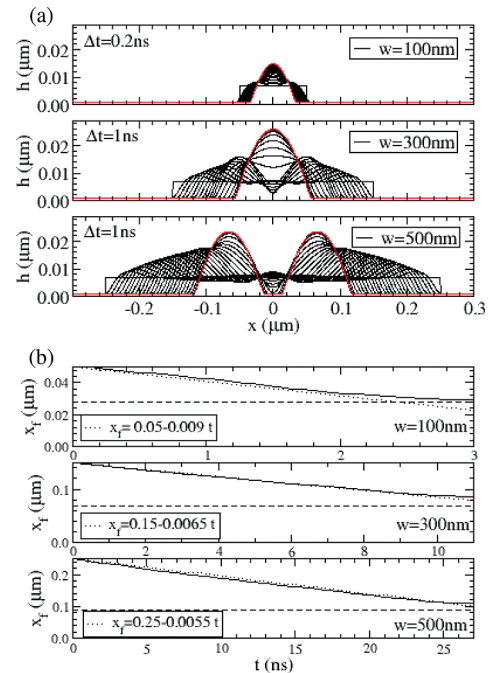 (a)
Δt=0.2ns
w=100nm
h (μm)
0.02
0.01
0.00
Δt=1ns
w=300nm
h (μm)
0.02
0.01
0.00
Δt=1ns
w=500nm
h (μm)
0.02
0.01
0.00
-0.2 -0.1 0 0.1 0.2 0.3
x (μm)
(b)
x_f (μm)
0.04
0.02
0.00
x_f = 0.05-0.009 t
w=100nm
0 1 2 3
x_f (μm)
0.1
0.0
x_f=0.15-0.0065 t
w=300nm
0 2 4 6 8 10
x_f (μm)
0.2
0.1
0.0
x_f=0.25-0.0055 t
w=500nm
0 5 10 15 20 25
t (ns)